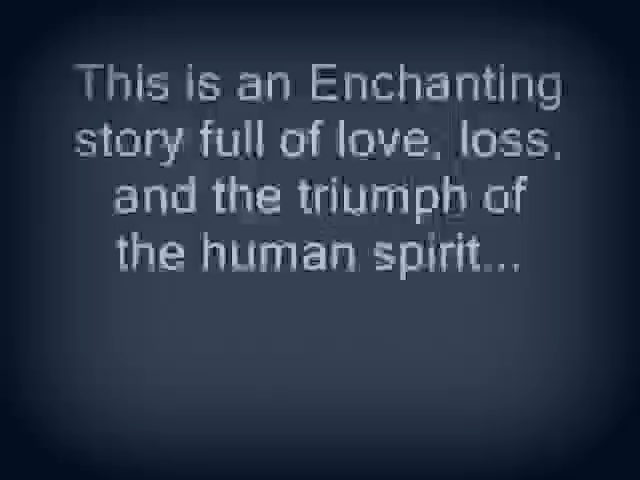 This is an Enchanting
story full of love, loss,
and the triumph of
the human spirit...